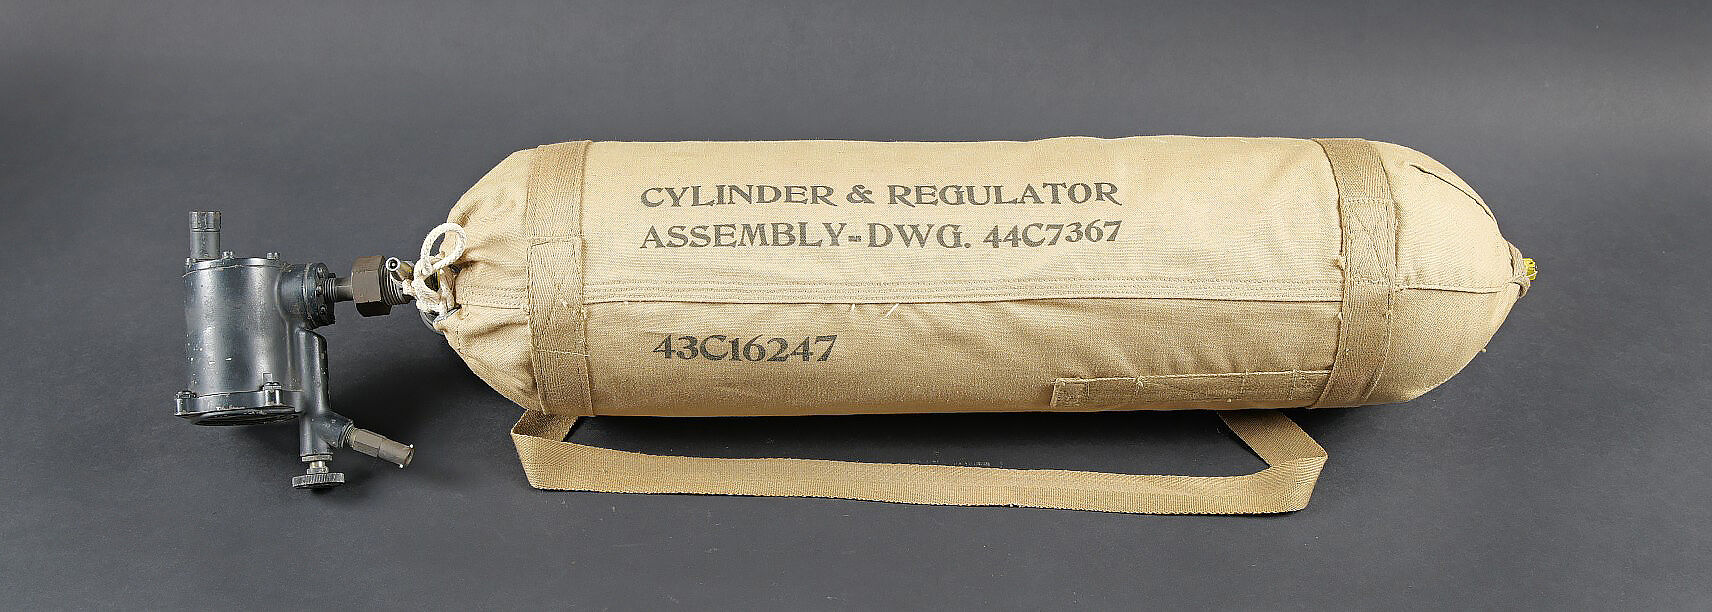 CYLINDER & REGULATOR
ASSEMBLY-DWG. 44C7367
43C16247